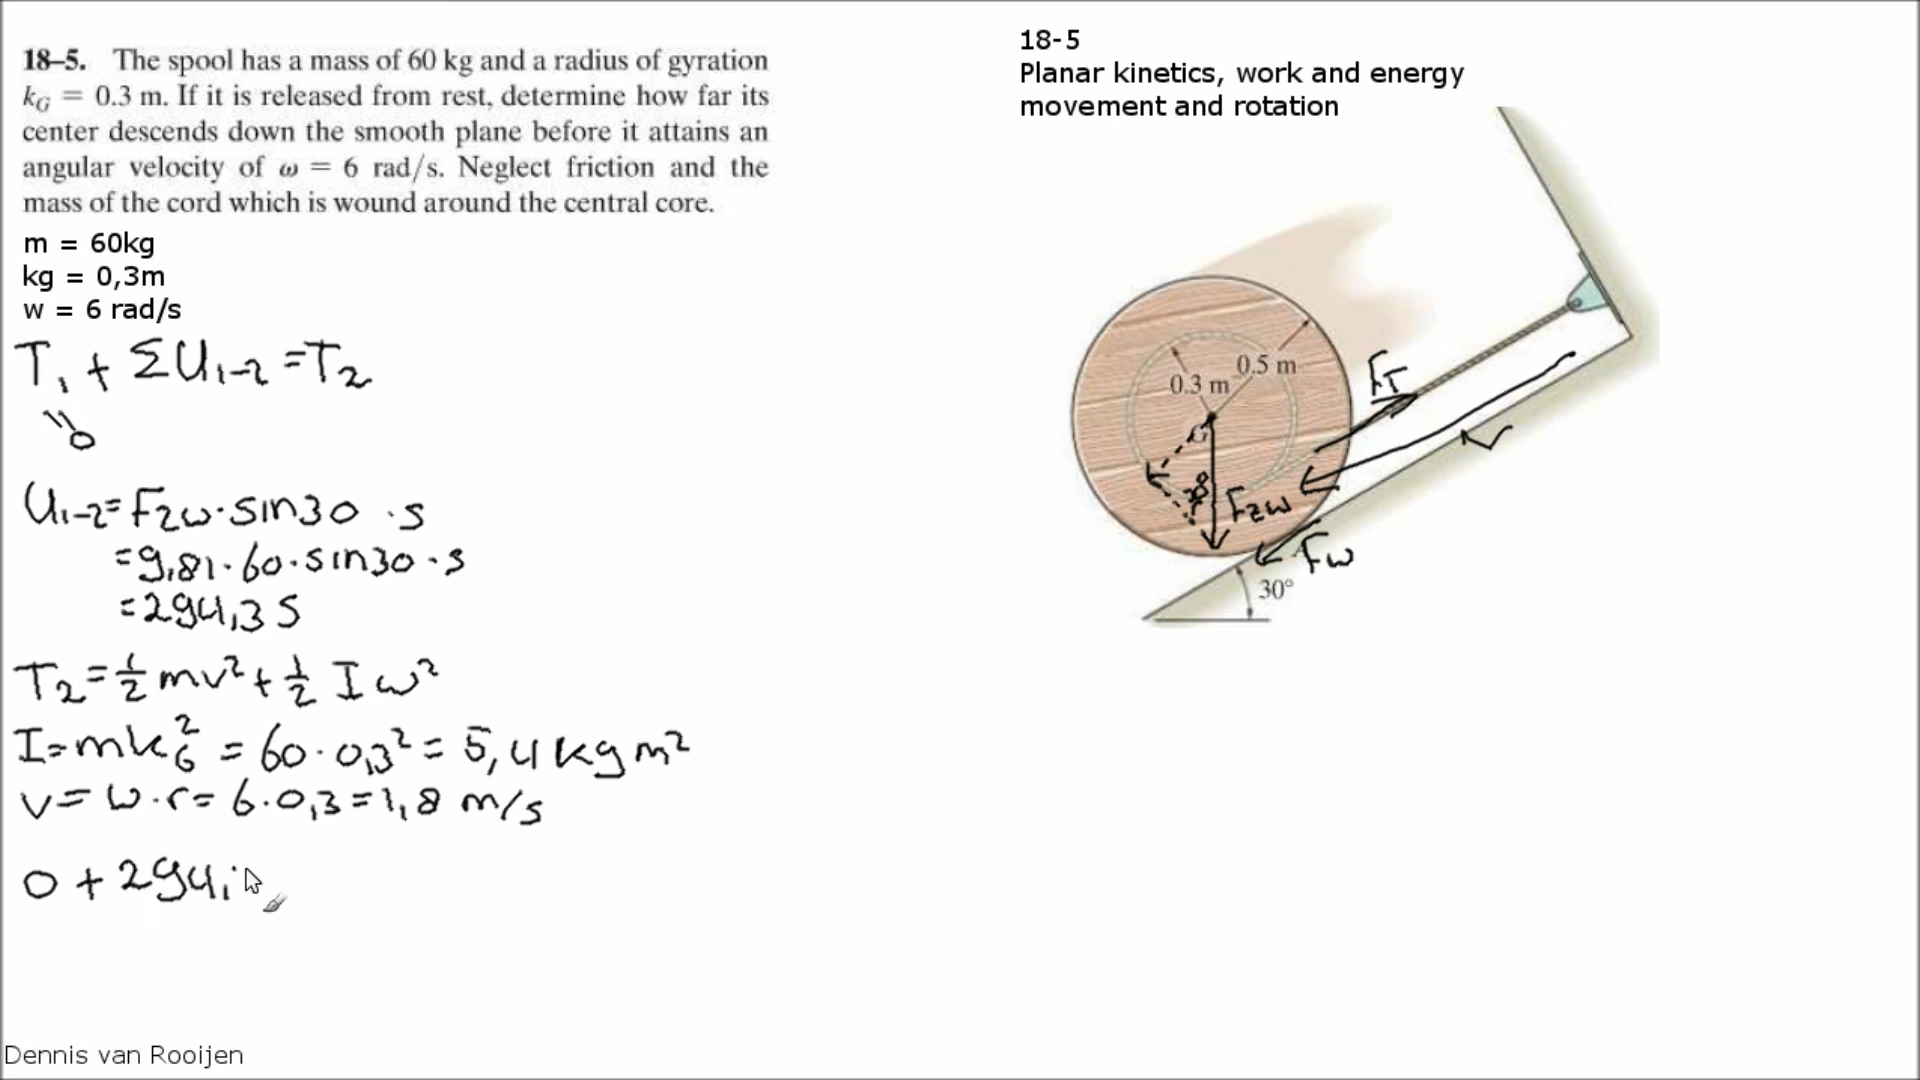 18–5. The spool has a mass of 60 kg and a radius of gyration
kG = 0.3 m. If it is released from rest, determine how far its
center descends down the smooth plane before it attains an
angular velocity of ω = 6 rad/s. Neglect friction and the
mass of the cord which is wound around the central core.
m = 60kg
kg = 0,3m
w = 6 rad/s
T₁ + ΣU₁₋₂ = T₂
0
U₁₋₂ = Fzw · sin30 · s
= 9,81 · 60 · sin30 · s
= 294,3 s
T₂ = ½ mv² + ½ I ω²
I = mkG² = 60 · 0,3² = 5,4 kg m²
v = ω · r = 6 · 0,3 = 1,8 m/s
0 + 294,
18-5
Planar kinetics, work and energy
movement and rotation
0.5 m
0.3 m
G
FT
Fzw
Fw
30°
Dennis van Rooijen